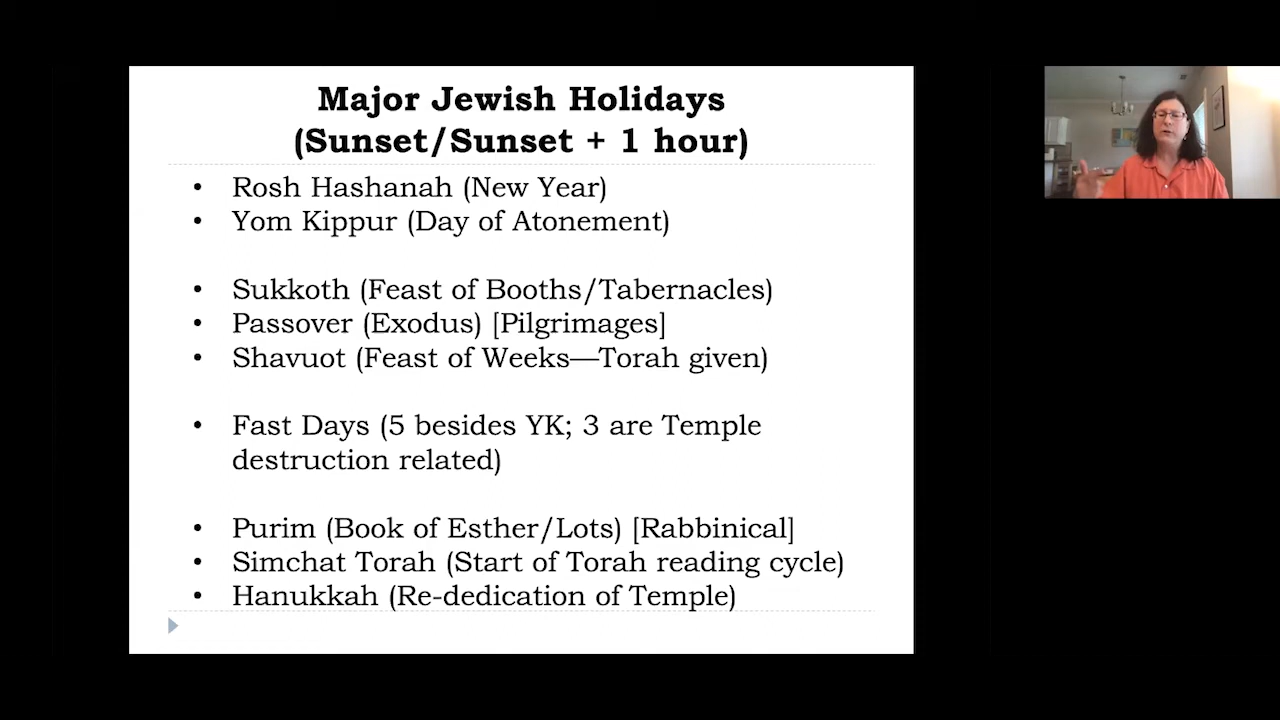 Major Jewish Holidays
(Sunset/Sunset + 1 hour)
• Rosh Hashanah (New Year)
• Yom Kippur (Day of Atonement)
• Sukkoth (Feast of Booths/Tabernacles)
• Passover (Exodus) [Pilgrimages]
• Shavuot (Feast of Weeks—Torah given)
• Fast Days (5 besides YK; 3 are Temple
destruction related)
• Purim (Book of Esther/Lots) [Rabbinical]
• Simchat Torah (Start of Torah reading cycle)
• Hanukkah (Re-dedication of Temple)